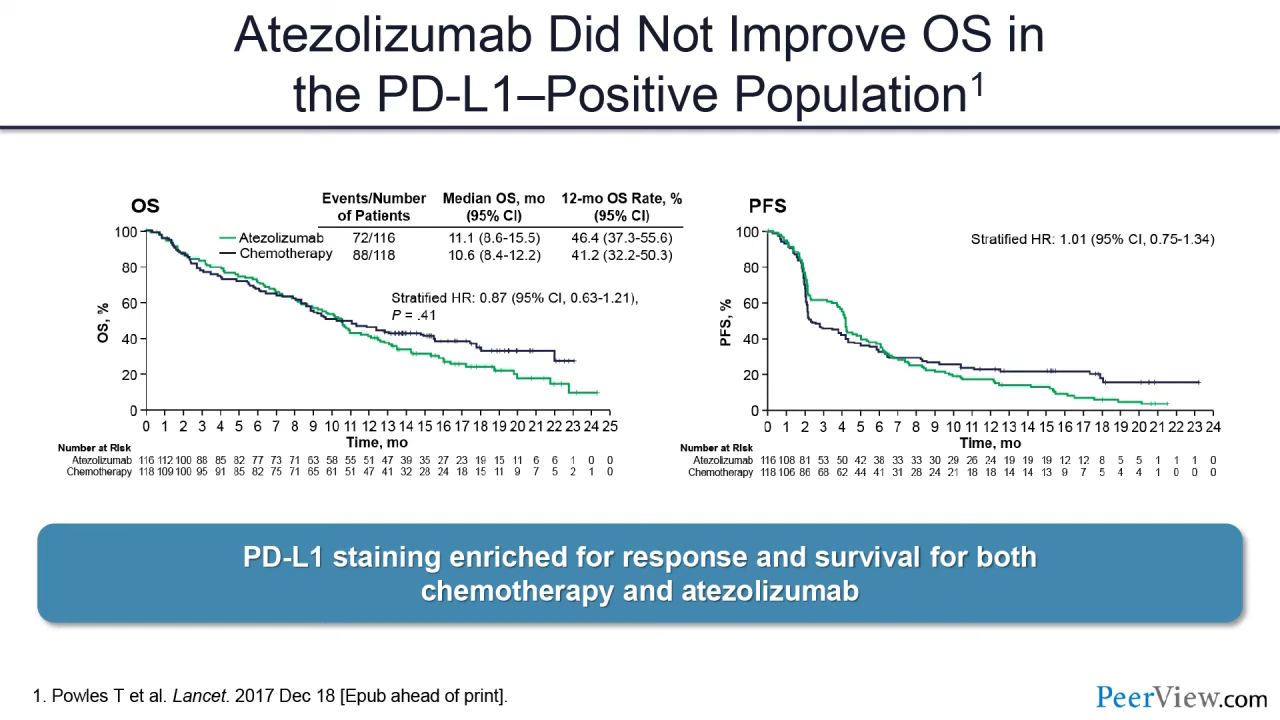 Atezolizumab Did Not Improve OS in
the PD-L1–Positive Population1
OS
Events/Number of Patients
Median OS, mo (95% CI)
12-mo OS Rate, % (95% CI)
Atezolizumab 72/116 11.1 (8.6-15.5) 46.4 (37.3-55.6)
Chemotherapy 88/118 10.6 (8.4-12.2) 41.2 (32.2-50.3)
Stratified HR: 0.87 (95% CI, 0.63-1.21),
P = .41
OS, %
100
80
60
40
20
0
0 1 2 3 4 5 6 7 8 9 10 11 12 13 14 15 16 17 18 19 20 21 22 23 24 25
Time, mo
Number at Risk
Atezolizumab 116 112 100 88 85 82 77 73 71 63 58 55 51 47 39 35 27 23 19 15 11 6 6 1 0 0
Chemotherapy 118 109 100 95 91 85 82 75 71 65 61 51 47 41 32 28 24 18 15 11 9 7 5 2 1 0
PFS
Stratified HR: 1.01 (95% CI, 0.75-1.34)
PFS, %
100
80
60
40
20
0
0 1 2 3 4 5 6 7 8 9 10 11 12 13 14 15 16 17 18 19 20 21 22 23 24
Time, mo
Number at Risk
Atezolizumab 116 108 81 53 50 42 38 33 33 30 29 26 24 19 19 19 12 12 8 5 5 1 1 1 0
Chemotherapy 118 106 86 68 62 44 41 31 28 24 21 18 18 14 14 13 9 7 5 4 4 1 0 0 0
PD-L1 staining enriched for response and survival for both
chemotherapy and atezolizumab
1. Powles T et al. Lancet. 2017 Dec 18 [Epub ahead of print].
PeerView.com